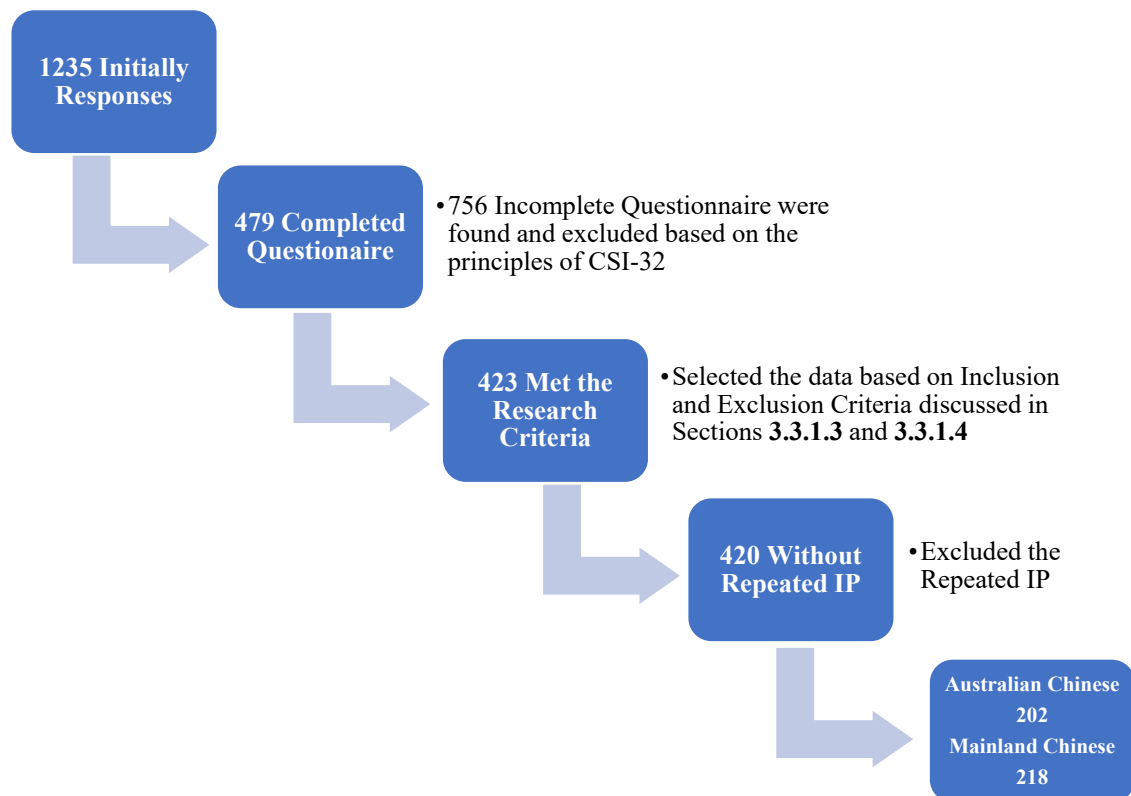 1235 Initially
Responses
479 Completed
Questionaire
•756 Incomplete Questionnaire were
found and excluded based on the
principles of CSI-32
423 Met the
Research
Criteria
•Selected the data based on Inclusion
and Exclusion Criteria discussed in
Sections 3.3.1.3 and 3.3.1.4
420 Without
Repeated IP
•Excluded the
Repeated IP
Australian Chinese
202
Mainland Chinese
218